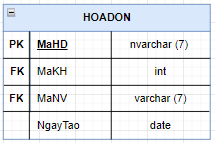 HOADON
PK MaHD nvarchar (7)
FK MaKH int
FK MaNV varchar (7)
NgayTao date